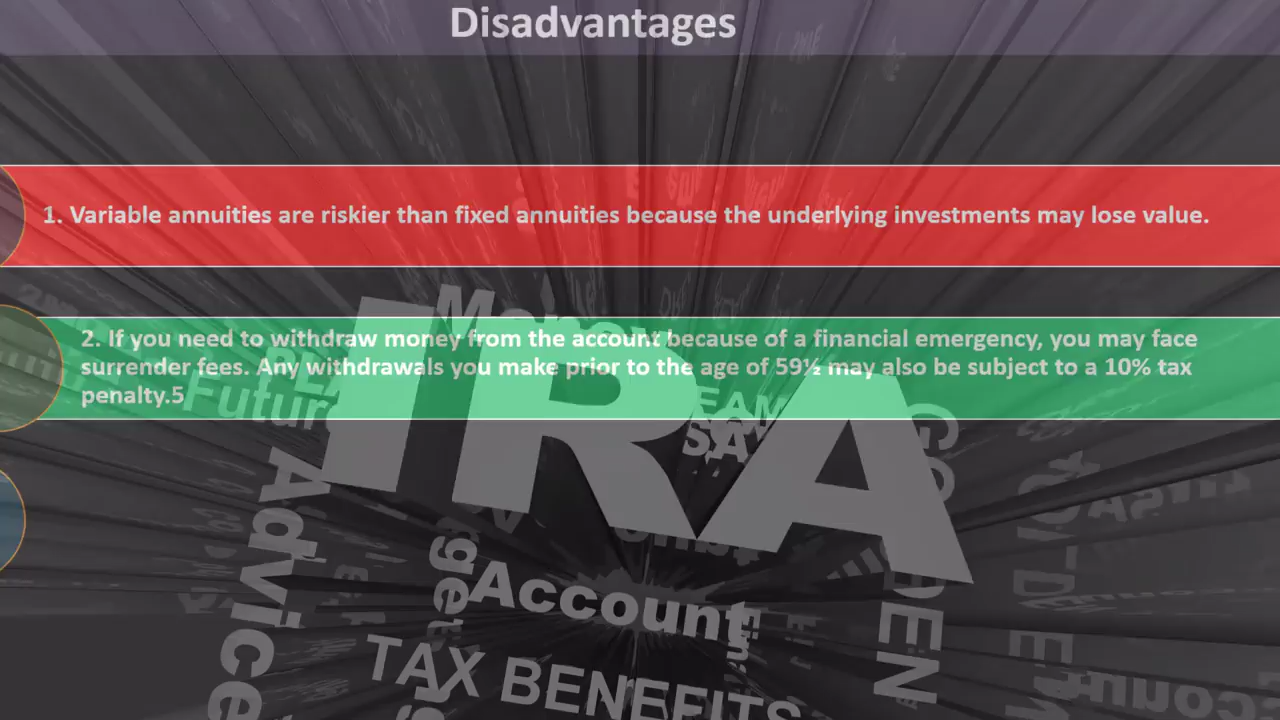 Disadvantages
1. Variable annuities are riskier than fixed annuities because the underlying investments may lose value.
2. If you need to withdraw money from the account because of a financial emergency, you may face
surrender fees. Any withdrawals you make prior to the age of 59½ may also be subject to a 10% tax
penalty.5
Money
Future
IRA
Advice
Account
TAX BENEFITS